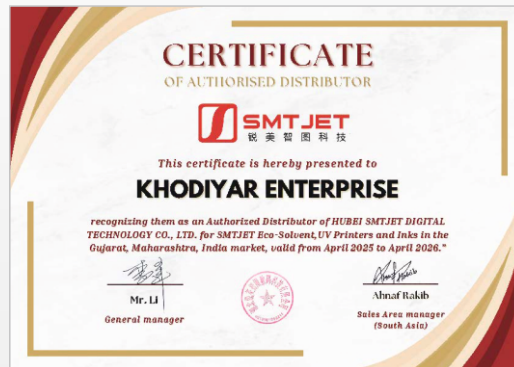 CERTIFICATE
OF AUTHORISED DISTRIBUTOR
SMTJET
锐美智图科技
This certificate is hereby presented to
KHODIYAR ENTERPRISE
recognizing them as an Authorized Distributor of HUBEI SMTJET DIGITAL
TECHNOLOGY CO., LTD. for SMTJET Eco-Solvent,UV Printers and Inks in the
Gujarat, Maharashtra, India market, valid from April 2025 to April 2026."
Mr. Li
General manager
Ahnaf Rakib
Sales Area manager
(South Asia)